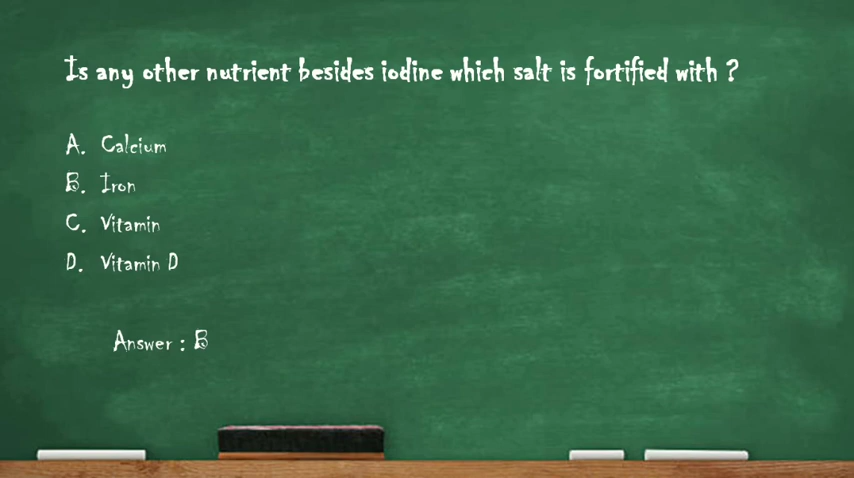 Is any other nutrient besides iodine which salt is fortified with ?
A. Calcium
B. Iron
C. Vitamin
D. Vitamin D
Answer : B